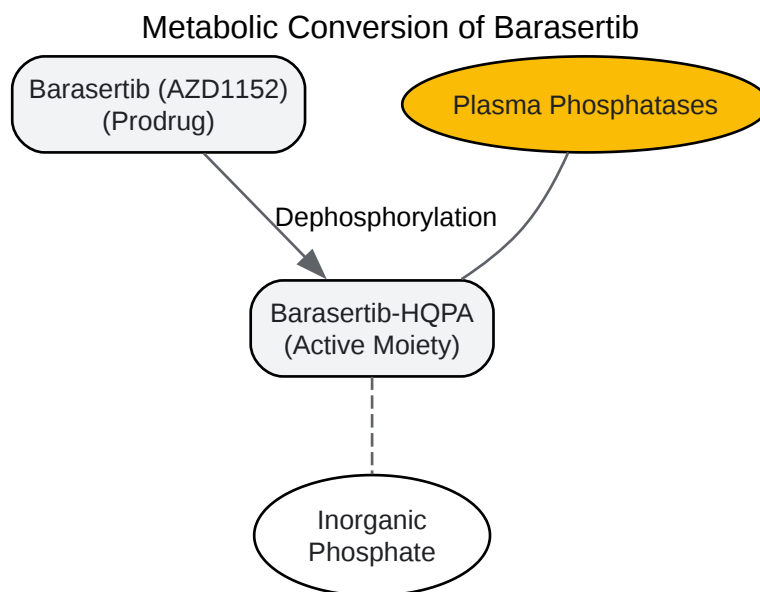 Metabolic Conversion of Barasertib
Barasertib (AZD1152)
(Prodrug)
Plasma Phosphatases
Dephosphorylation
Barasertib-HQPA
(Active Moiety)
Inorganic
Phosphate